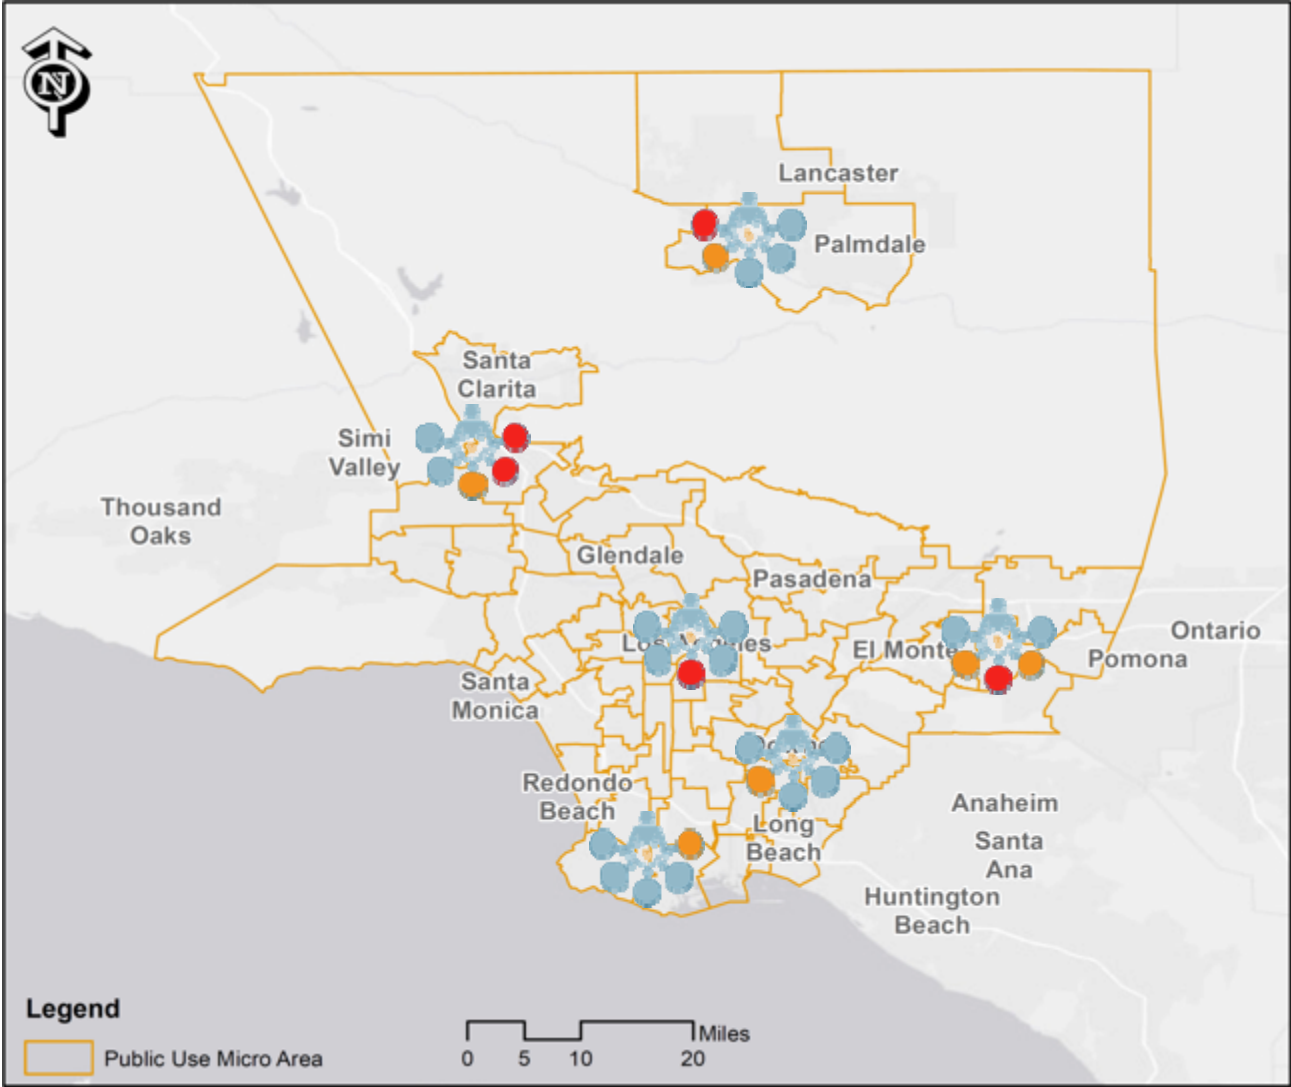 N
Lancaster
Palmdale
Santa
Clarita
Simi
Valley
Thousand
Oaks
Glendale
Pasadena
El Monte
Ontario
Pomona
Santa
Monica
Redondo
Beach
Long
Beach
Anaheim
Santa
Ana
Huntington
Beach
Legend
Public Use Micro Area
Miles
0 5 10 20